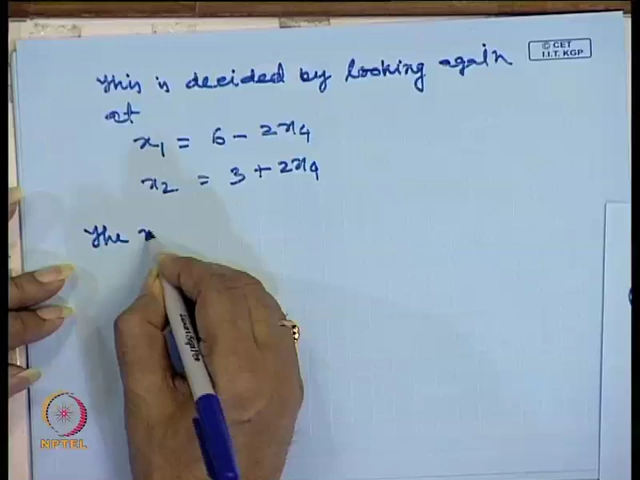 © CET
I.I.T. KGP
This is decided by looking again
at
x₁ = 6 - 2x₄
x₂ = 3 + 2x₄
The
NPTEL